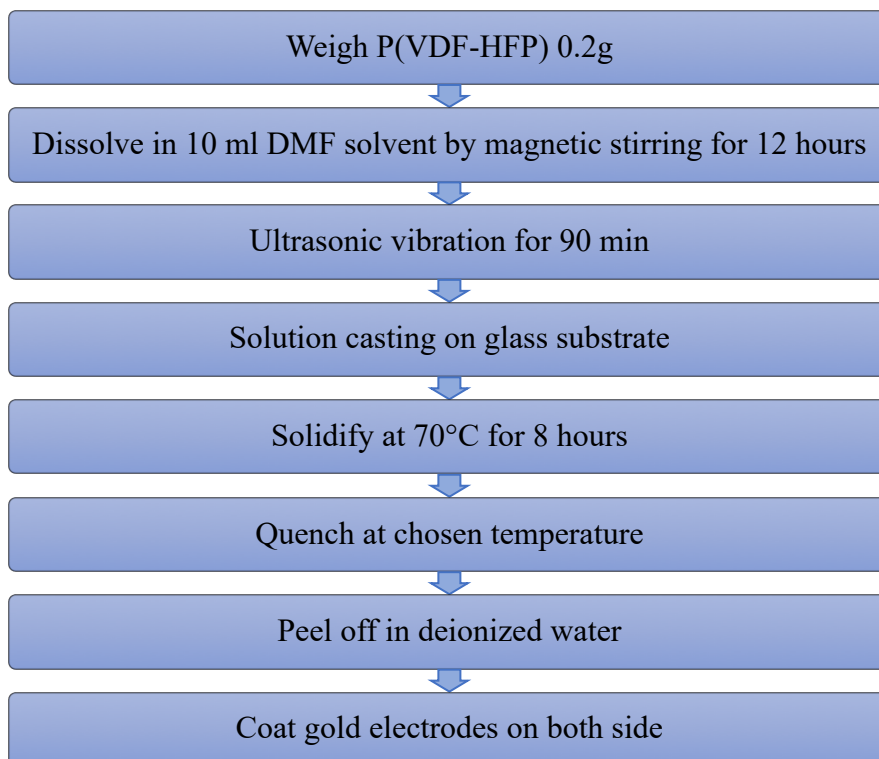 Weigh P(VDF-HFP) 0.2g
Dissolve in 10 ml DMF solvent by magnetic stirring for 12 hours
Ultrasonic vibration for 90 min
Solution casting on glass substrate
Solidify at 70°C for 8 hours
Quench at chosen temperature
Peel off in deionized water
Coat gold electrodes on both side